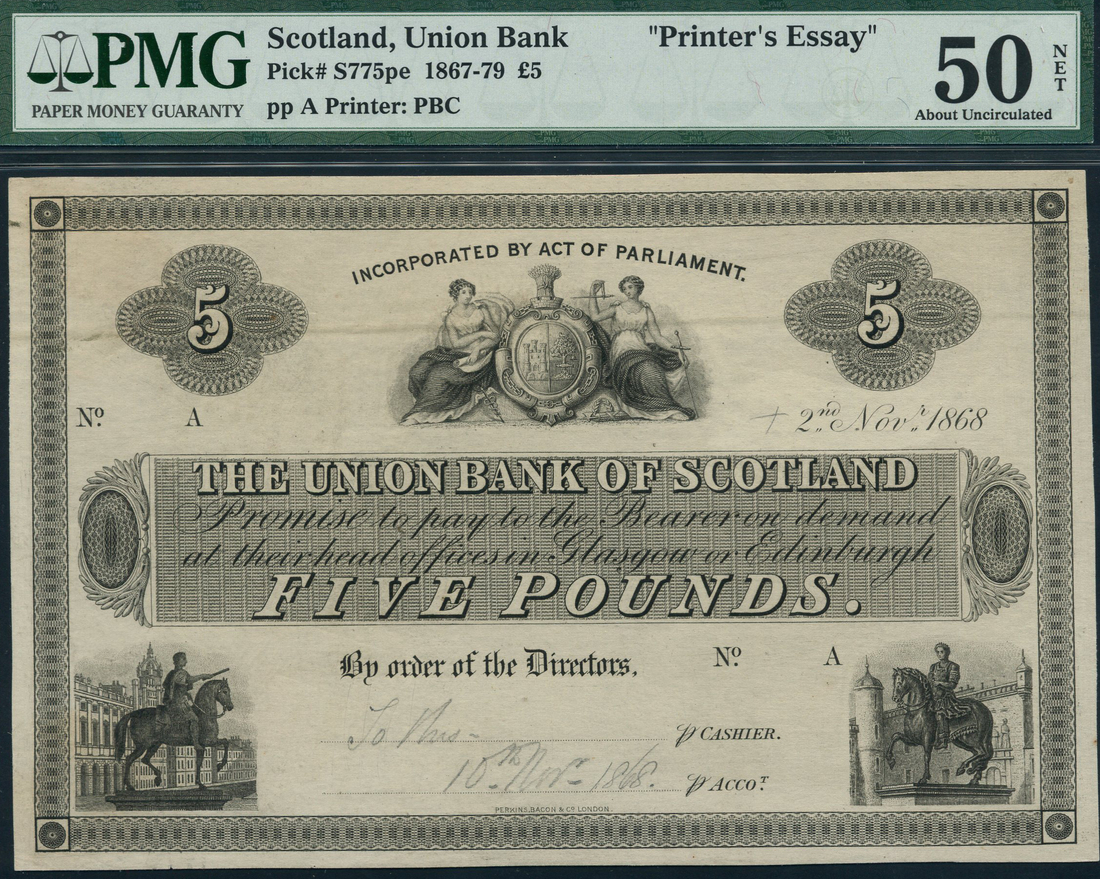 PMG
PAPER MONEY GUARANTY
Scotland, Union Bank "Printer's Essay"
Pick# S775pe 1867-79 £5
pp A Printer: PBC
50 NET
About Uncirculated
INCORPORATED BY ACT OF PARLIAMENT.
5 5
Nº A
+ 2nd Novr. 1868
THE UNION BANK OF SCOTLAND
Promise to pay to the Bearer on demand
at their head offices in Glasgow or Edinburgh
FIVE POUNDS.
By order of the Directors,
Nº A
To
p CASHIER.
10th Novr 1868.
p ACCOT.
PERKINS, BACON & Cº LONDON.